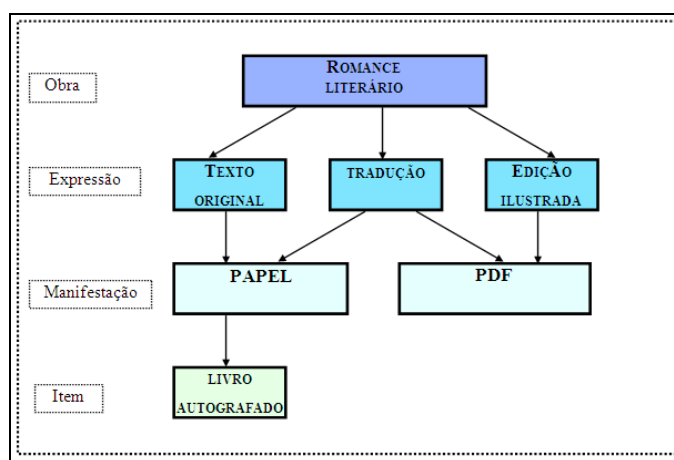 Obra
ROMANCE
LITERÁRIO
Expressão
TEXTO
ORIGINAL
TRADUÇÃO
EDIÇÃO
ILUSTRADA
Manifestação
PAPEL
PDF
Item
LIVRO
AUTOGRAFADO